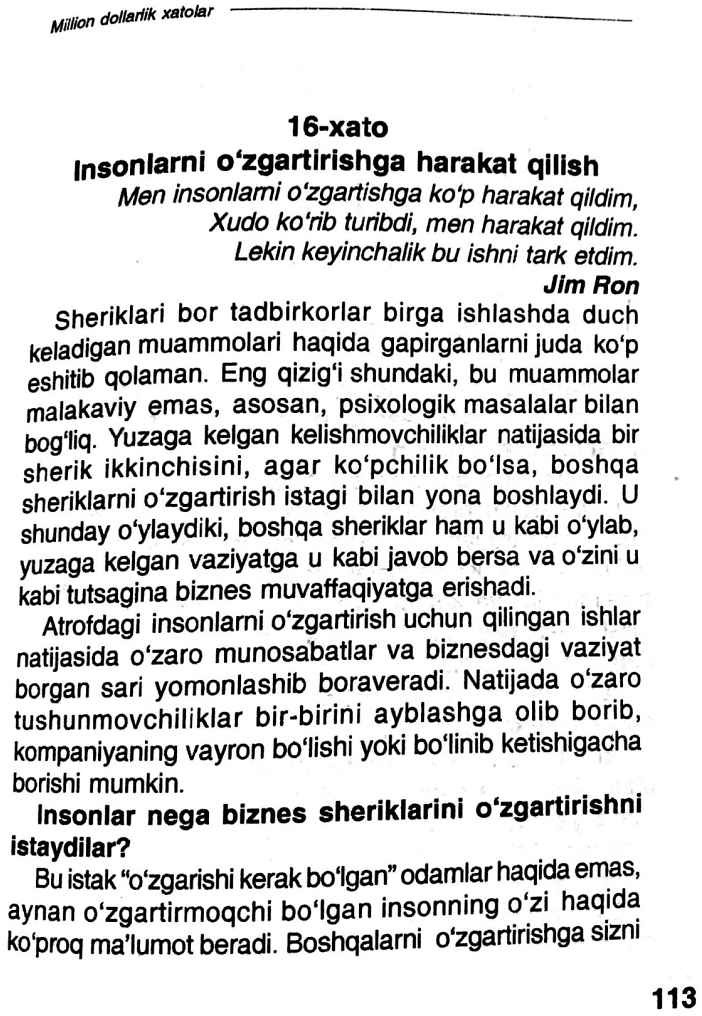 Million dollarlik xatolar
16-xato
Insonlarni o‘zgartirishga harakat qilish
Men insonlarni o‘zgartishga ko‘p harakat qildim,
Xudo ko‘rib turibdi, men harakat qildim.
Lekin keyinchalik bu ishni tark etdim.
Jim Ron
Sheriklari bor tadbirkorlar birga ishlashda duch
keladigan muammolari haqida gapirganlarni juda ko‘p
eshitib qolaman. Eng qizig‘i shundaki, bu muammolar
malakaviy emas, asosan, psixologik masalalar bilan
bog‘liq. Yuzaga kelgan kelishmovchiliklar natijasida bir
sherik ikkinchisini, agar ko‘pchilik bo‘lsa, boshqa
sheriklarni o‘zgartirish istagi bilan yona boshlaydi. U
shunday o‘ylaydiki, boshqa sheriklar ham u kabi o‘ylab,
yuzaga kelgan vaziyatga u kabi javob bersa va o‘zini u
kabi tutsagina biznes muvaffaqiyatga erishadi.
Atrofdagi insonlarni o‘zgartirish uchun qilingan ishlar
natijasida o‘zaro munosabatlar va biznesdagi vaziyat
borgan sari yomonlashib boraveradi. Natijada o‘zaro
tushunmovchiliklar bir-birini ayblashga olib borib,
kompaniyaning vayron bo‘lishi yoki bo‘linib ketishigacha
borishi mumkin.
Insonlar nega biznes sheriklarini o‘zgartirishni
istaydilar?
Bu istak “o‘zgarishi kerak bo‘lgan” odamlar haqida emas,
aynan o‘zgartirmoqchi bo‘lgan insonning o‘zi haqida
ko‘proq ma’lumot beradi. Boshqalarni o‘zgartirishga sizni
113